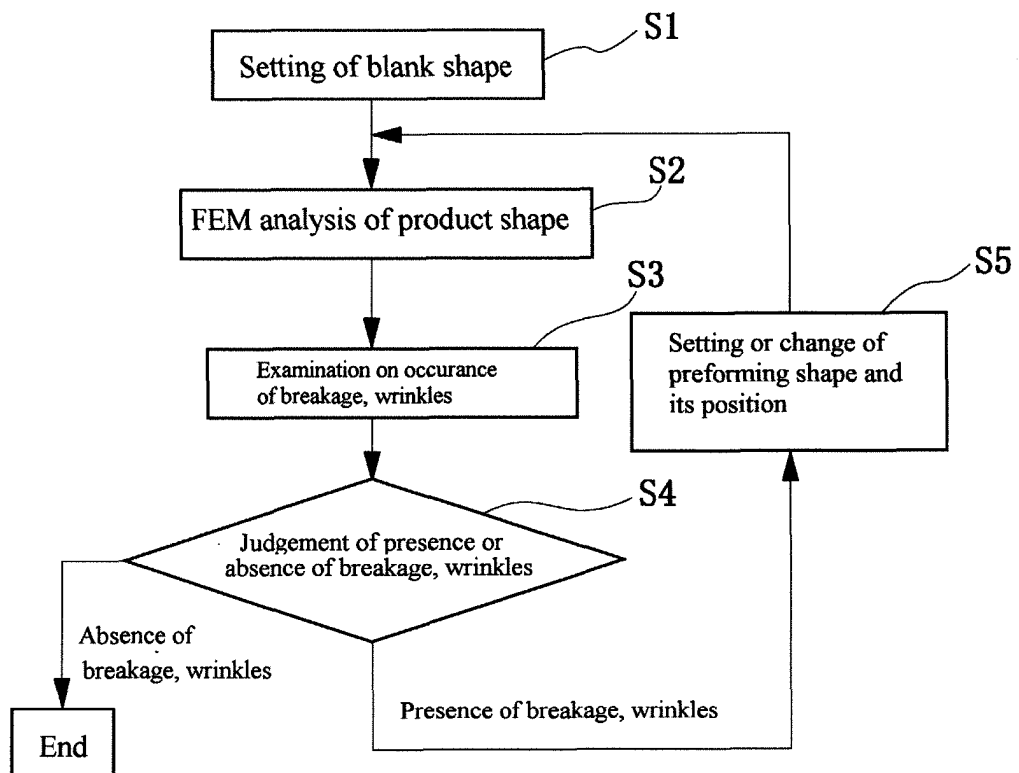 S1
Setting of blank shape
S2
FEM analysis of product shape
S3
Examination on occurance
of breakage, wrinkles
S5
Setting or change of
preforming shape and
its position
S4
Judgement of presence or
absence of breakage, wrinkles
Absence of
breakage, wrinkles
Presence of breakage, wrinkles
End